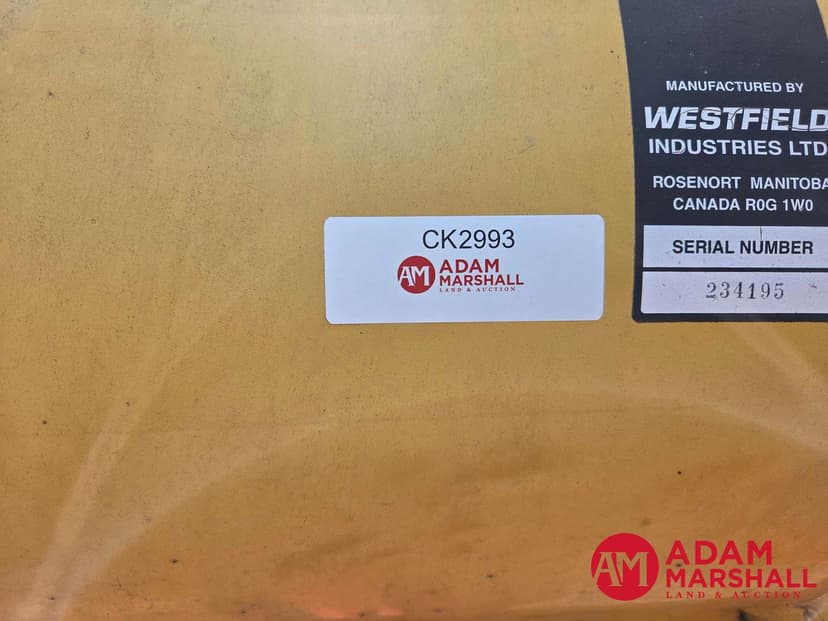 MANUFACTURED BY
WESTFIELD
INDUSTRIES LTD
ROSENORT MANITOBA
CANADA R0G 1W0
SERIAL NUMBER
234195
CK2993
AM ADAM
MARSHALL
LAND & AUCTION
AM ADAM
MARSHALL
LAND & AUCTION